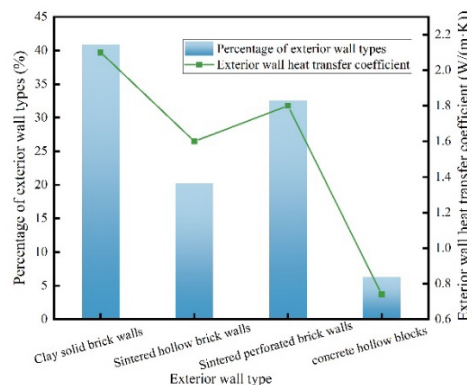 Percentage of exterior wall types (%)
45
40
35
30
25
20
15
10
5
0
Percentage of exterior wall types
Exterior wall heat transfer coefficient
2.2
2.0
1.8
1.6
1.4
1.2
1.0
0.8
0.6
Exterior wall heat transfer coefficient (W/(m·K))
Clay solid brick walls
Sintered hollow brick walls
Sintered perforated brick walls
concrete hollow blocks
Exterior wall type